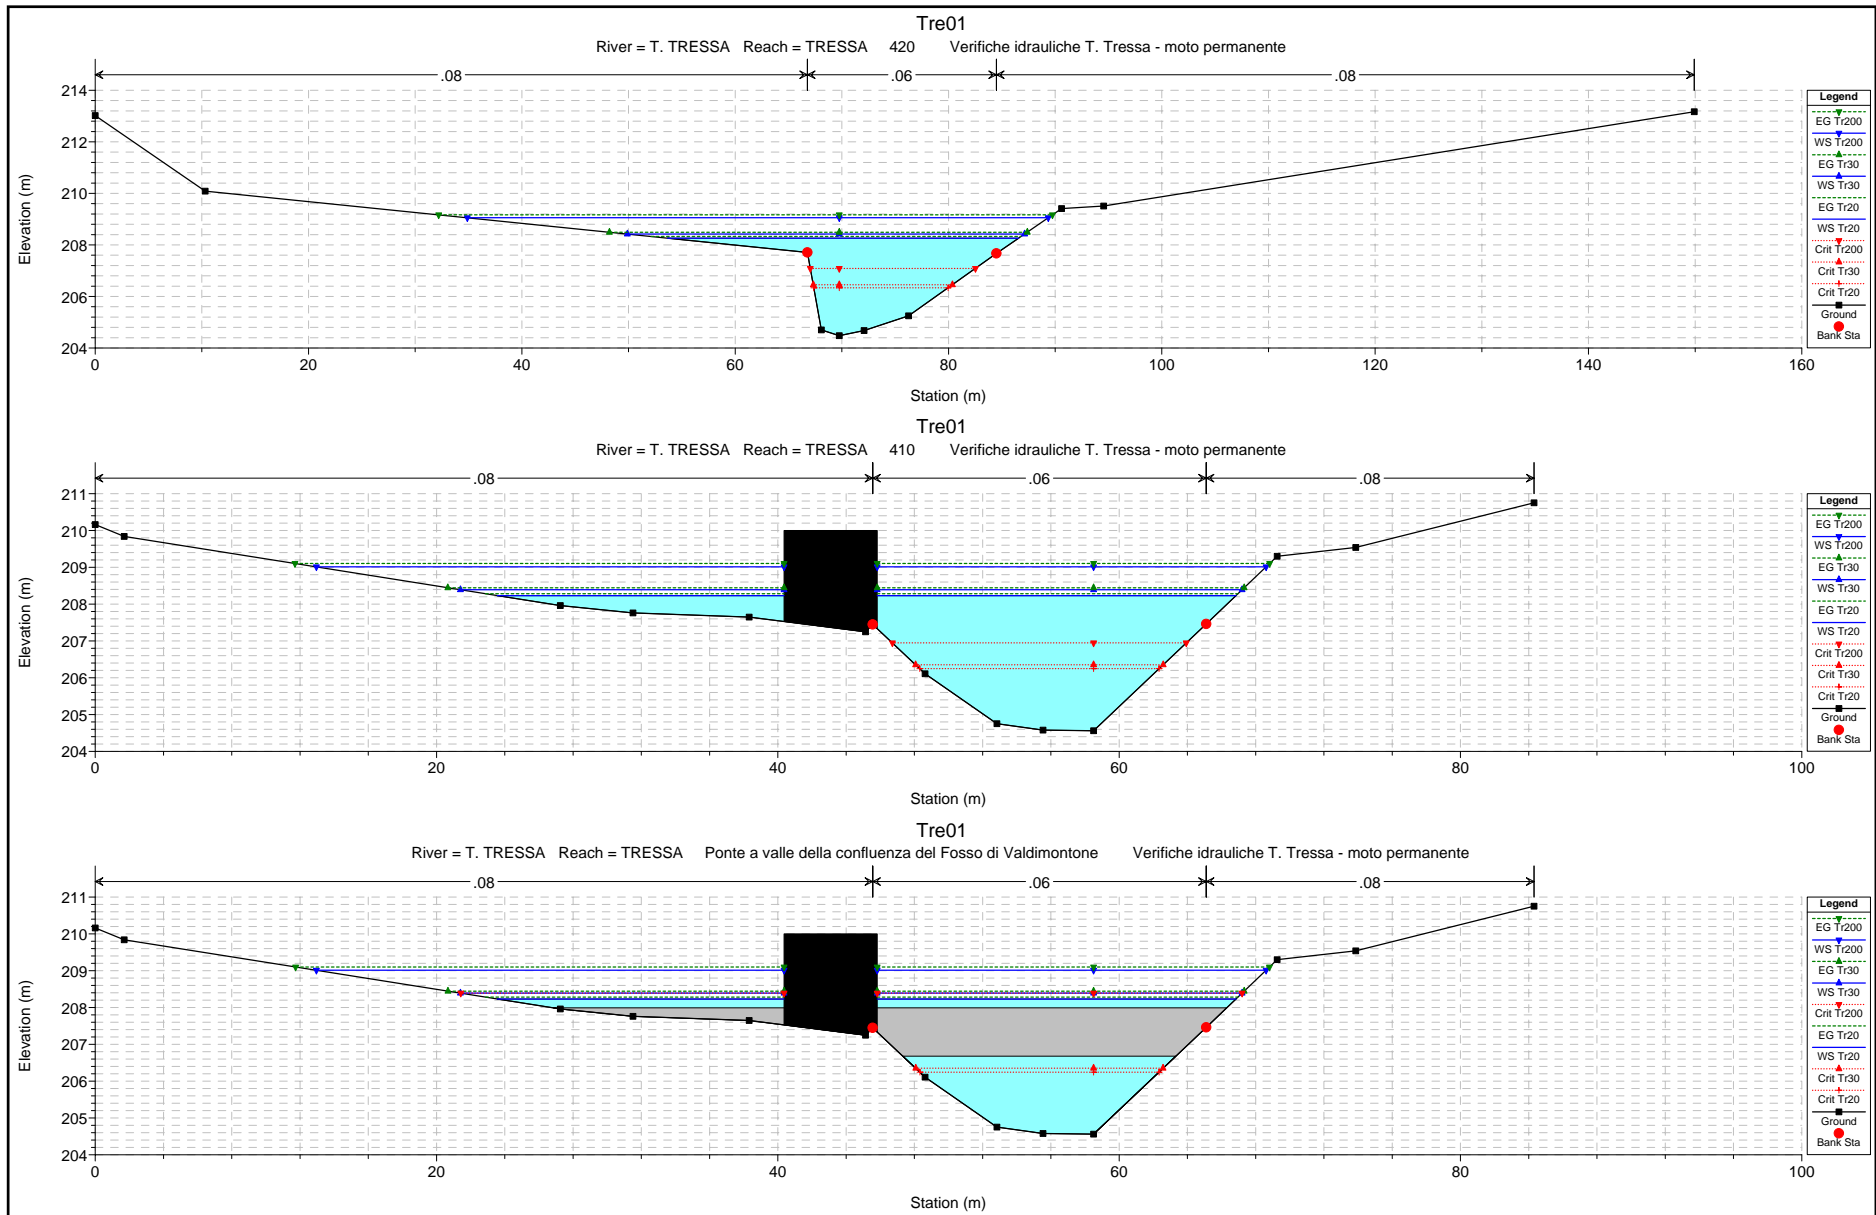 Tre01
River = T. TRESSA Reach = TRESSA 420 Verifiche idrauliche T. Tressa - moto permanente
.08 .06 .08
Elevation (m)
214
212
210
208
206
204
0 20 40 60 80 100 120 140 160
Station (m)
Legend
EG Tr200
WS Tr200
EG Tr30
WS Tr30
EG Tr20
WS Tr20
Crit Tr200
Crit Tr30
Crit Tr20
Ground
Bank Sta
Tre01
River = T. TRESSA Reach = TRESSA 410 Verifiche idrauliche T. Tressa - moto permanente
.08 .06 .08
Elevation (m)
211
210
209
208
207
206
205
204
0 20 40 60 80 100
Station (m)
Legend
EG Tr200
WS Tr200
EG Tr30
WS Tr30
EG Tr20
WS Tr20
Crit Tr200
Crit Tr30
Crit Tr20
Ground
Bank Sta
Tre01
River = T. TRESSA Reach = TRESSA Ponte a valle della confluenza del Fosso di Valdimontone Verifiche idrauliche T. Tressa - moto permanente
.08 .06 .08
Elevation (m)
211
210
209
208
207
206
205
204
0 20 40 60 80 100
Station (m)
Legend
EG Tr200
WS Tr200
EG Tr30
WS Tr30
Crit Tr200
EG Tr20
WS Tr20
Crit Tr30
Crit Tr20
Ground
Bank Sta